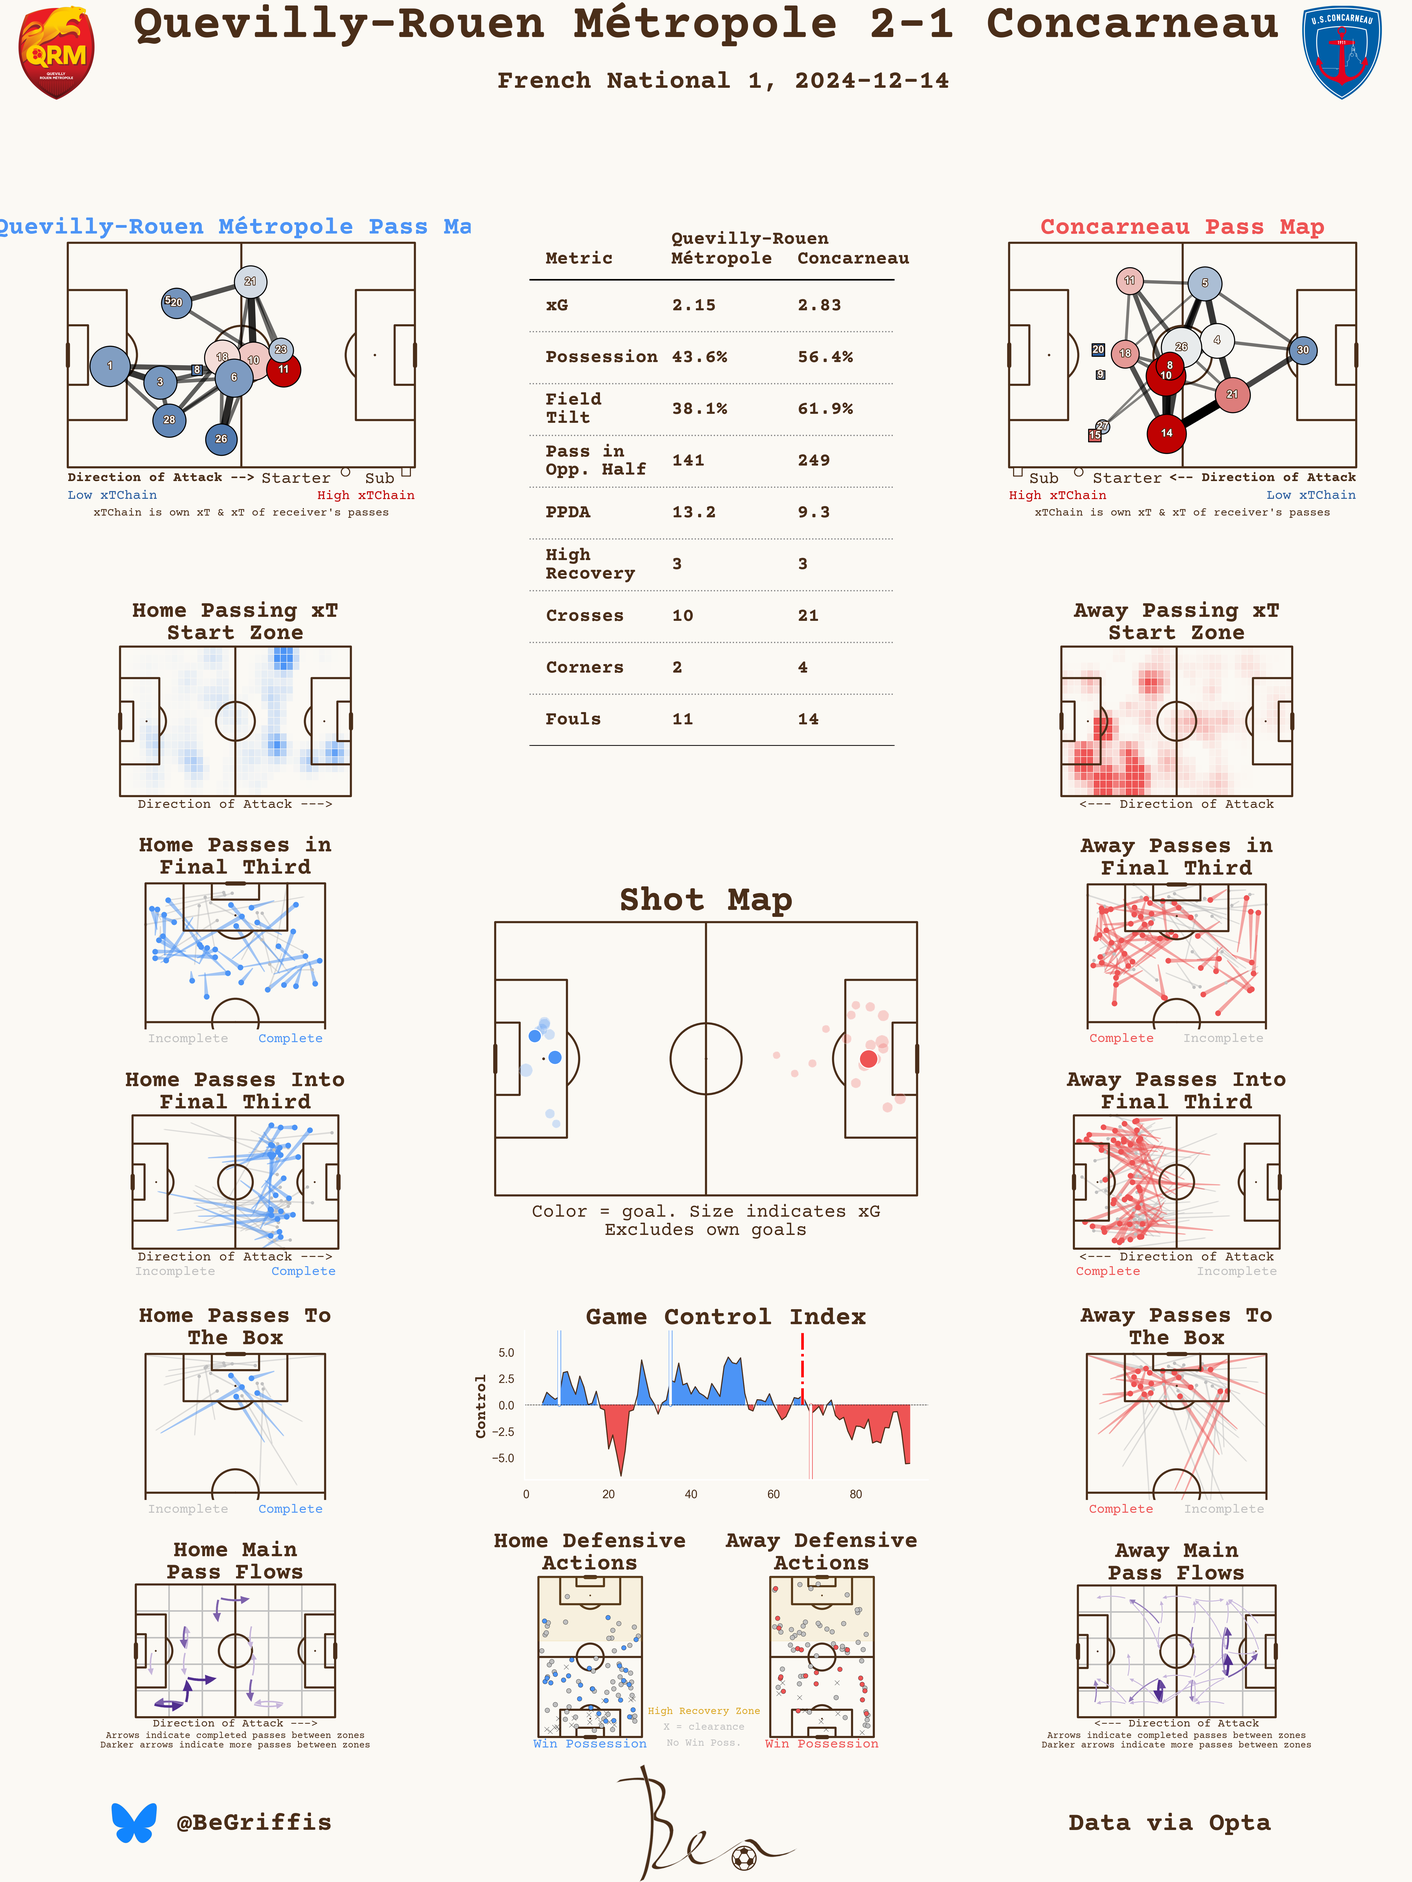 Quevilly-Rouen Métropole 2-1 Concarneau
French National 1, 2024-12-14
QRM
QUEVILLY
ROUEN MÉTROPOLE
U.S.CONCARNEAU
1911
Quevilly-Rouen Métropole Pass Ma
21
5 20
1
18
10
23
8
11
3
6
28
26
Direction of Attack --> Starter Sub
Low xTChain High xTChain
xTChain is own xT & xT of receiver's passes
Metric Quevilly-Rouen Métropole Concarneau
xG 2.15 2.83
Possession 43.6% 56.4%
Field Tilt 38.1% 61.9%
Pass in Opp. Half 141 249
PPDA 13.2 9.3
High Recovery 3 3
Crosses 10 21
Corners 2 4
Fouls 11 14
Concarneau Pass Map
11
5
20
18
26
4
30
9
8
10
21
27
15
14
Sub Starter <-- Direction of Attack
High xTChain Low xTChain
xTChain is own xT & xT of receiver's passes
Home Passing xT
Start Zone
Direction of Attack --->
Away Passing xT
Start Zone
<--- Direction of Attack
Home Passes in
Final Third
Incomplete Complete
Away Passes in
Final Third
Complete Incomplete
Shot Map
Color = goal. Size indicates xG
Excludes own goals
Home Passes Into
Final Third
Direction of Attack --->
Incomplete Complete
Away Passes Into
Final Third
<--- Direction of Attack
Complete Incomplete
Home Passes To
The Box
Incomplete Complete
Game Control Index
Control
5.0
2.5
0.0
−2.5
−5.0
0 20 40 60 80
Away Passes To
The Box
Complete Incomplete
Home Main
Pass Flows
Direction of Attack --->
Arrows indicate completed passes between zones
Darker arrows indicate more passes between zones
Home Defensive
Actions
Win Possession
High Recovery Zone
X = clearance
No Win Poss.
Away Defensive
Actions
Win Possession
Away Main
Pass Flows
<--- Direction of Attack
Arrows indicate completed passes between zones
Darker arrows indicate more passes between zones
@BeGriffis
Ben
Data via Opta